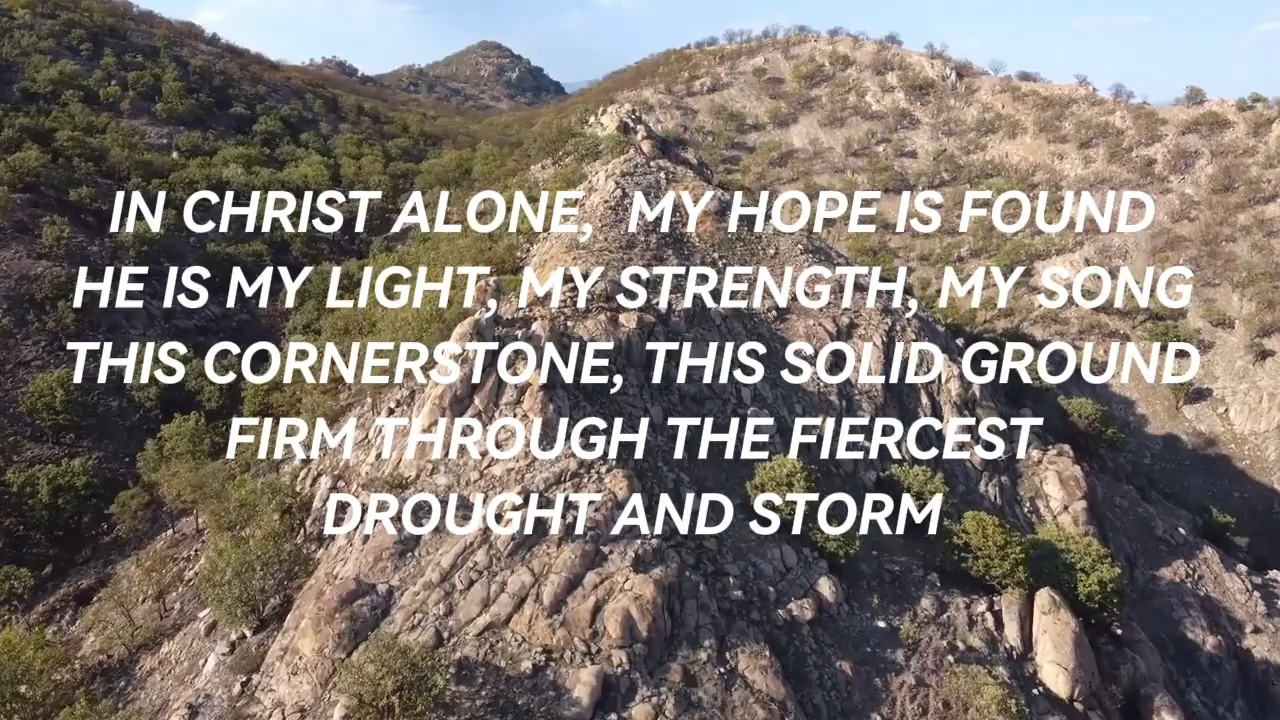 IN CHRIST ALONE, MY HOPE IS FOUND
HE IS MY LIGHT, MY STRENGTH, MY SONG
THIS CORNERSTONE, THIS SOLID GROUND
FIRM THROUGH THE FIERCEST
DROUGHT AND STORM